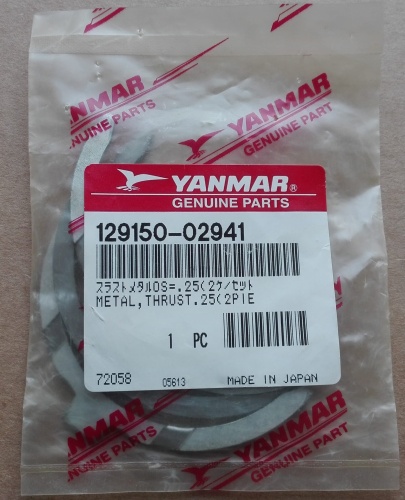 YANMAR
GENUINE PARTS
YANMAR
GENUINE PARTS
YANMAR®
GENUINE PARTS
129150-02941
スラストメタルOS=.25(2ケ/セット
METAL,THRUST.25(2PIE
1 PC
72058 05613 MADE IN JAPAN
YANMAR
GENUINE PARTS